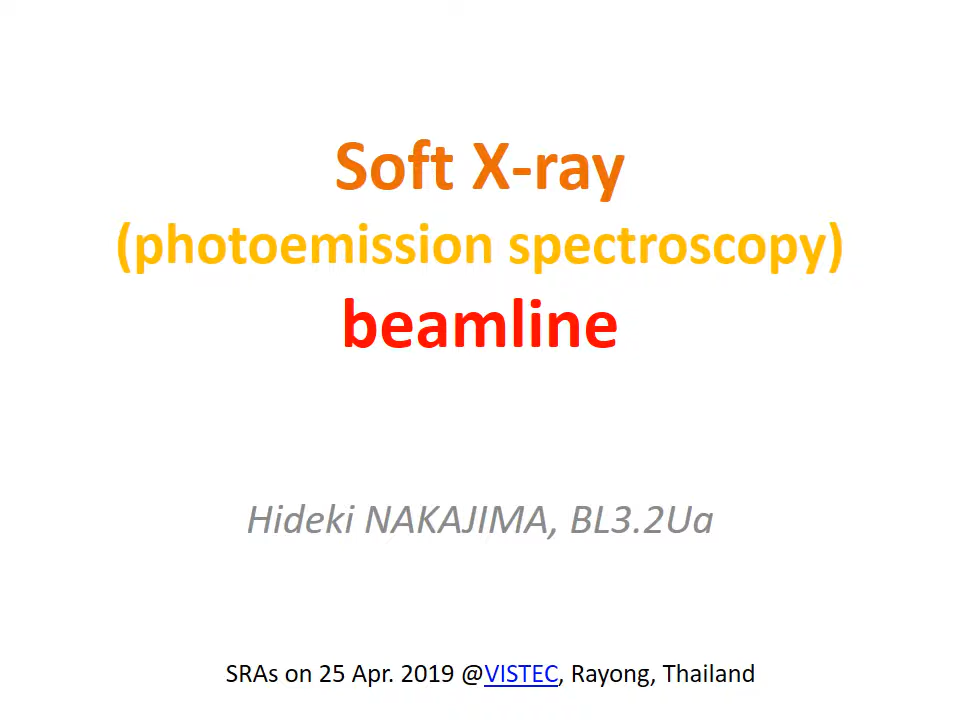 Soft X-ray
(photoemission spectroscopy)
beamline
Hideki NAKAJIMA, BL3.2Ua
SRAs on 25 Apr. 2019 @VISTEC, Rayong, Thailand